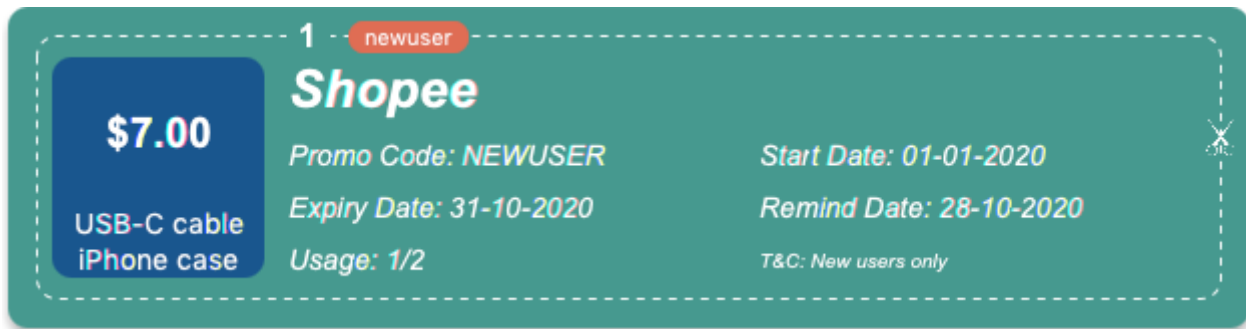 1 newuser
Shopee
$7.00
USB-C cable
iPhone case
Promo Code: NEWUSER
Start Date: 01-01-2020
Expiry Date: 31-10-2020
Remind Date: 28-10-2020
Usage: 1/2
T&C: New users only